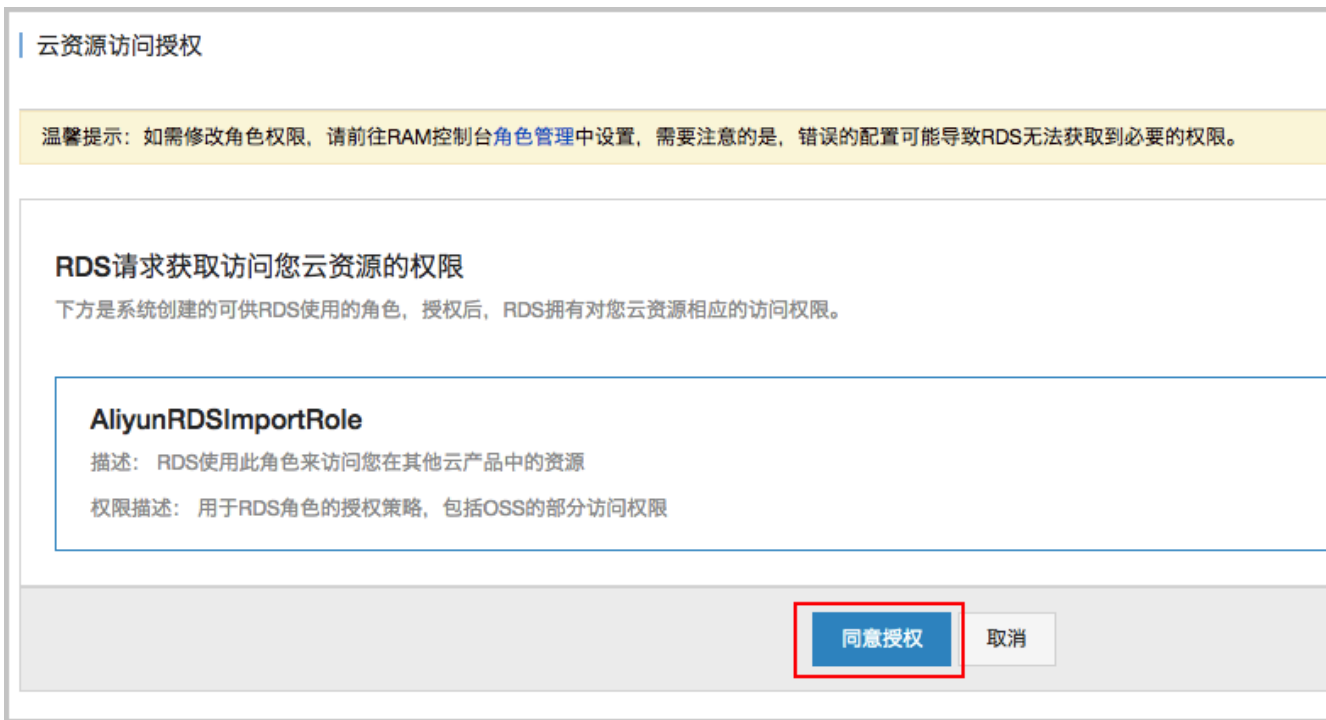 云资源访问授权
温馨提示：如需修改角色权限，请前往RAM控制台角色管理中设置，需要注意的是，错误的配置可能导致RDS无法获取到必要的权限。
RDS请求获取访问您云资源的权限
下方是系统创建的可供RDS使用的角色，授权后，RDS拥有对您云资源相应的访问权限。
AliyunRDSImportRole
描述： RDS使用此角色来访问您在其他云产品中的资源
权限描述： 用于RDS角色的授权策略，包括OSS的部分访问权限
同意授权 取消